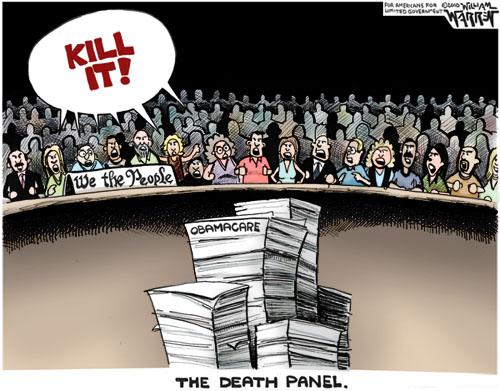 FOR AMERICANS FOR
LIMITED GOVERNMENT
©2010 WILLIAM
WARREN
KILL
IT!
We the People
OBAMACARE
THE DEATH PANEL.